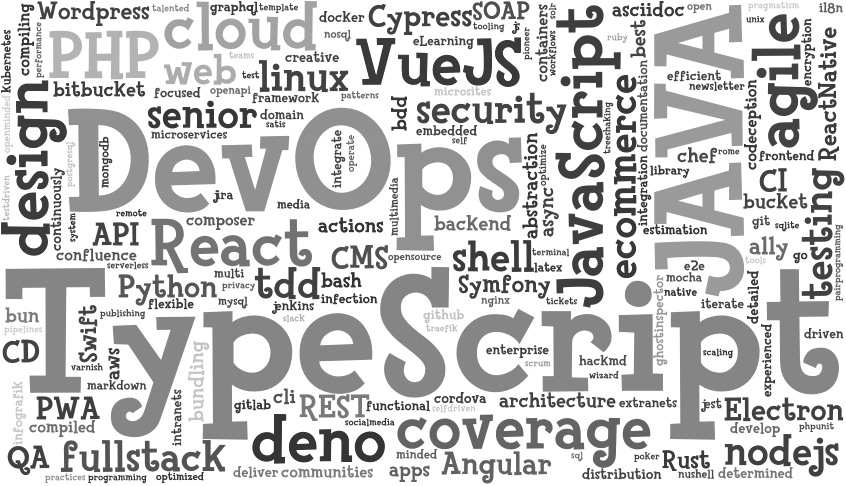 Wordpress
talented
graphql
template
docker
Cypress
SOAP
tooling
js
pioneer
containers
workflows
solr
asciidoc
open
pragmatism
i18n
Kubernetes
compiling
performance
PHP
cloud
nosql
eLearning
VueJS
JavaScript
ruby
best
JAVA
unix
agile
encryption
ReactNative
web
teams
test
openapi
linux
creative
framework
patterns
microsites
efficient
newsletter
bitbucket
focused
senior
domain
satis
microservices
bdd
security
embedded
self
treeshaking
ecommerce
documentation
integration
library
chef
rome
codeception
frontend
openminded
testdriven
design
continuously
postgresql
mongodb
system
remote
DevOps
integrate
operate
jira
media
multimedia
abstraction
async
optimize
CI
bucket
git
sqlite
testing
go
pairprogramming
API
confluence
serverless
composer
React
actions
CMS
opensource
backend
shell
terminal
latex
estimation
ally
tools
e2e
mocha
native
iterate
detailed
Python
multi
privacy
tdd
bash
infection
Symfony
nginx
tickets
ghostinspector
flexible
mysql
jenkins
slack
TypeScript
bun
pipelines
publishing
Swift
varnish
aws
github
traefik
enterprise
scrum
hackmd
wizard
scaling
experienced
driven
CD
markdown
infografik
PWA
compiled
intranets
bundling
gitlab
cli
REST
socialmedia
functional
cordova
selfdriven
architecture
extranets
jest
Electron
develop
phpunit
QA
fullstack
deno
coverage
minded
apps
Angular
sql
distribution
poker
Rust
nushell
nodejs
determined
practices
programming
optimized
deliver
communities